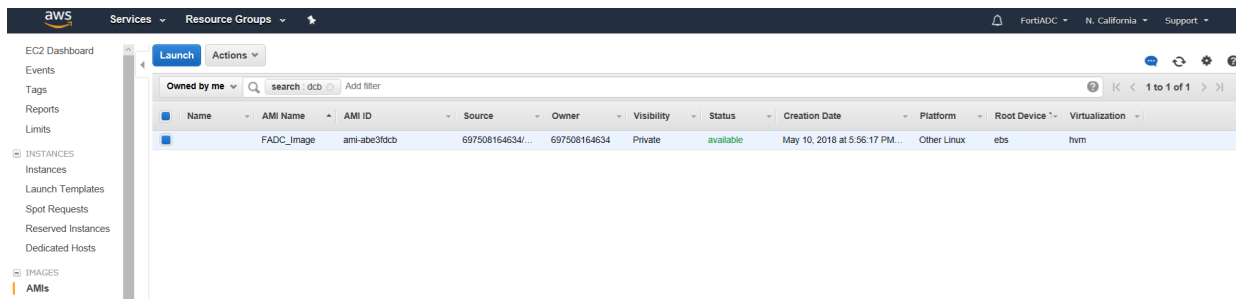 aws Services Resource Groups FortiADC N. California Support
EC2 Dashboard
Events
Tags
Reports
Limits
INSTANCES
Instances
Launch Templates
Spot Requests
Reserved Instances
Dedicated Hosts
IMAGES
AMIs
Launch Actions
Owned by me search : dcb Add filter 1 to 1 of 1
Name AMI Name AMI ID Source Owner Visibility Status Creation Date Platform Root Device Virtualization
FADC_Image ami-abe3fdcb 697508164634/... 697508164634 Private available May 10, 2018 at 5:56:17 PM... Other Linux ebs hvm